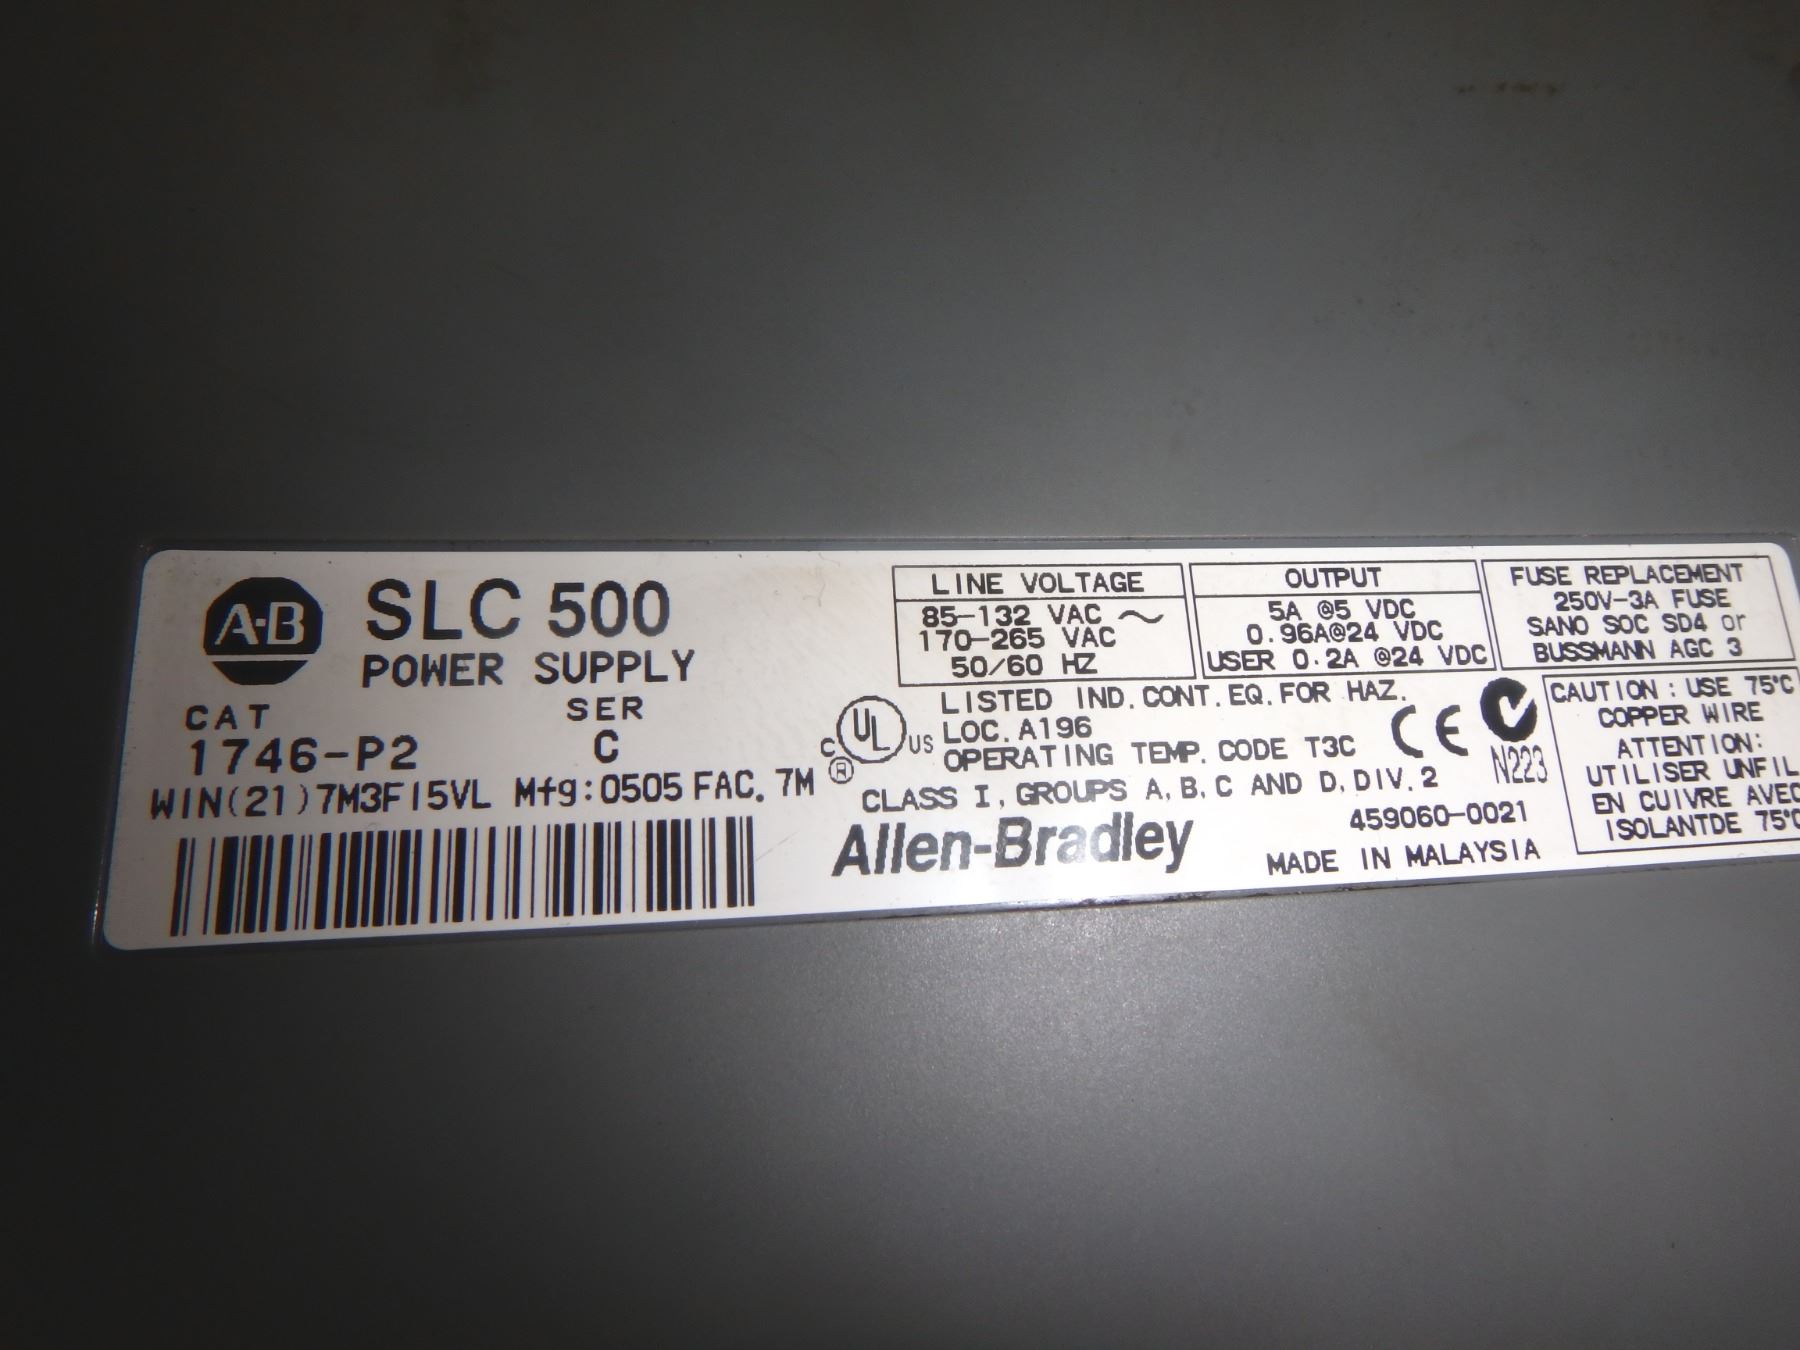 A·B
SLC 500
POWER SUPPLY
CAT
SER
1746-P2
C
WIN(21)7M3FI5VL Mfg:0505 FAC. 7M
LINE VOLTAGE
85-132 VAC ~
170-265 VAC
50/60 HZ
OUTPUT
5A @5 VDC
0.96A@24 VDC
USER 0.2A @24 VDC
FUSE REPLACEMENT
250V-3A FUSE
SANO SOC SD4 or
BUSSMANN AGC 3
C UL US ®
LISTED IND. CONT. EQ. FOR HAZ.
LOC. A196
OPERATING TEMP. CODE T3C
CLASS I, GROUPS A, B, C AND D, DIV. 2
CE
N223
Allen-Bradley
459060-0021
MADE IN MALAYSIA
CAUTION : USE 75°C
COPPER WIRE
ATTENTION:
UTILISER UNFIL
EN CUIVRE AVEC
ISOLANTDE 75°C